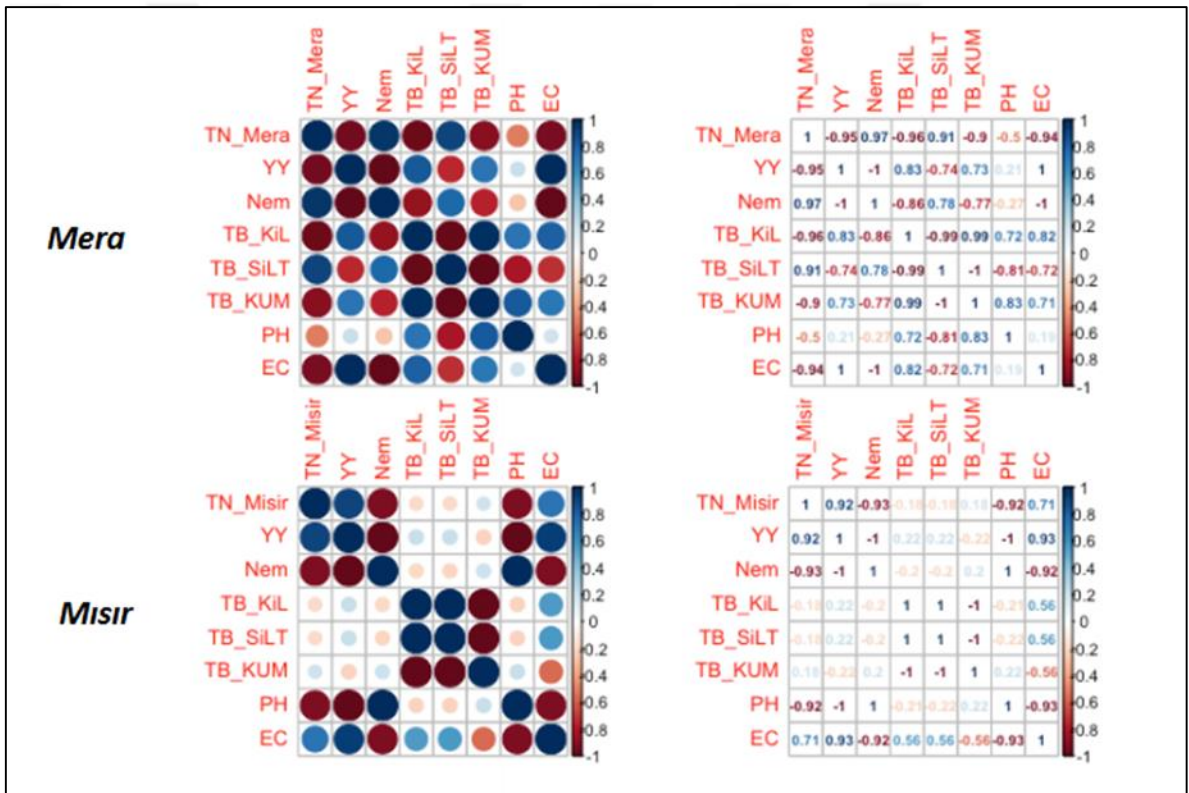 Mera
TN_Mera YY Nem TB_KiL TB_SiLT TB_KUM PH EC
TN_Mera
YY
Nem
TB_KiL
TB_SiLT
TB_KUM
PH
EC
1
0.8
0.6
0.4
0.2
0
-0.2
-0.4
-0.6
-0.8
-1
TN_Mera YY Nem TB_KiL TB_SiLT TB_KUM PH EC
TN_Mera 1 -0.95 0.97 -0.96 0.91 -0.9 -0.5 -0.94
YY -0.95 1 -1 0.83 -0.74 0.73 0.21 1
Nem 0.97 -1 1 -0.86 0.78 -0.77 -0.27 -1
TB_KiL -0.96 0.83 -0.86 1 -0.99 0.99 0.72 0.82
TB_SiLT 0.91 -0.74 0.78 -0.99 1 -1 -0.81 -0.72
TB_KUM -0.9 0.73 -0.77 0.99 -1 1 0.83 0.71
PH -0.5 0.21 -0.27 0.72 -0.81 0.83 1 0.19
EC -0.94 1 -1 0.82 -0.72 0.71 0.19 1
1
0.8
0.6
0.4
0.2
0
-0.2
-0.4
-0.6
-0.8
-1
Mısır
TN_Misir YY Nem TB_KiL TB_SiLT TB_KUM PH EC
TN_Misir
YY
Nem
TB_KiL
TB_SiLT
TB_KUM
PH
EC
1
0.8
0.6
0.4
0.2
0
-0.2
-0.4
-0.6
-0.8
-1
TN_Misir YY Nem TB_KiL TB_SiLT TB_KUM PH EC
TN_Misir 1 0.92 -0.93 -0.18 -0.18 0.18 -0.92 0.71
YY 0.92 1 -1 0.22 0.22 -0.22 -1 0.93
Nem -0.93 -1 1 -0.2 -0.2 0.2 1 -0.92
TB_KiL -0.18 0.22 -0.2 1 1 -1 -0.21 0.56
TB_SiLT -0.18 0.22 -0.2 1 1 -1 -0.22 0.56
TB_KUM 0.18 -0.22 0.2 -1 -1 1 0.22 -0.56
PH -0.92 -1 1 -0.21 -0.22 0.22 1 -0.93
EC 0.71 0.93 -0.92 0.56 0.56 -0.56 -0.93 1
1
0.8
0.6
0.4
0.2
0
-0.2
-0.4
-0.6
-0.8
-1